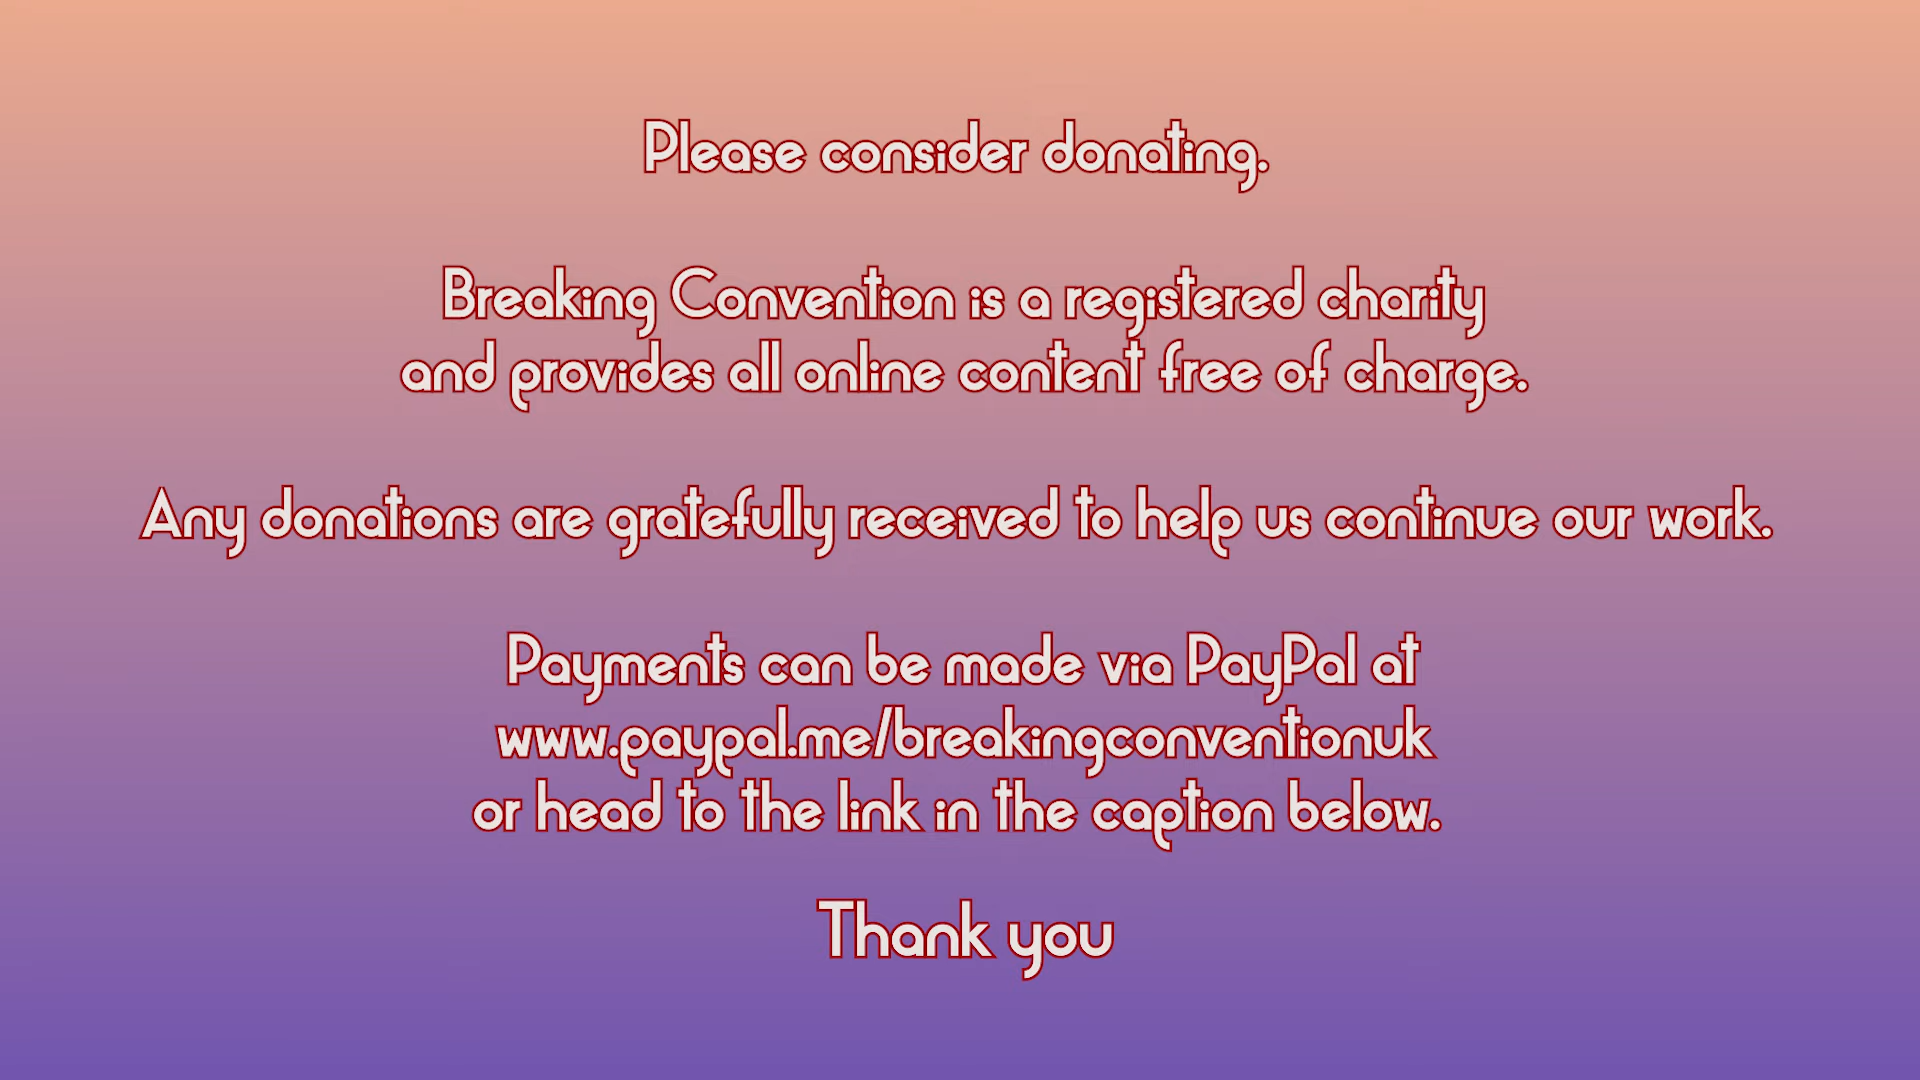 Please consider donating.
Breaking Convention is a registered charity
and provides all online content free of charge.
Any donations are gratefully received to help us continue our work.
Payments can be made via PayPal at
www.paypal.me/breakingconventionuk
or head to the link in the caption below.
Thank you